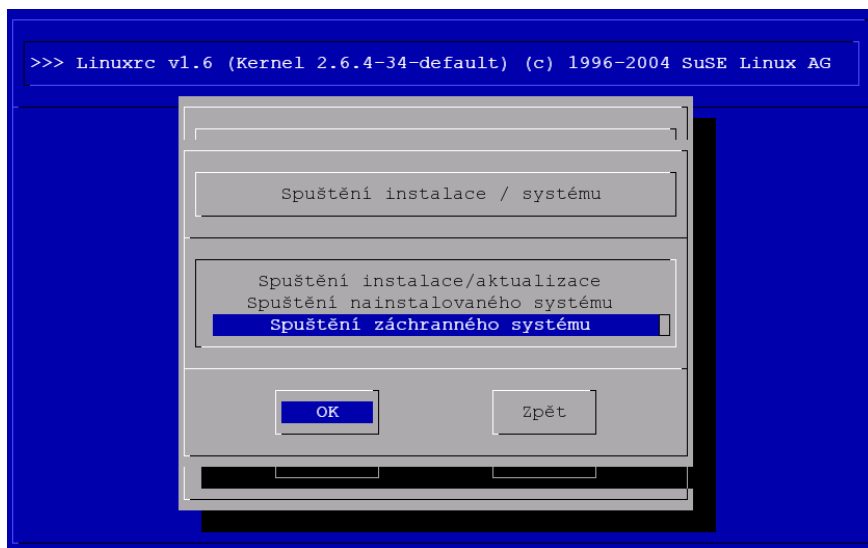 >>> Linuxrc v1.6 (Kernel 2.6.4-34-default) (c) 1996-2004 SuSE Linux AG
Spuštění instalace / systému
Spuštění instalace/aktualizace
Spuštění nainstalovaného systému
Spuštění záchranného systému
OK Zpět